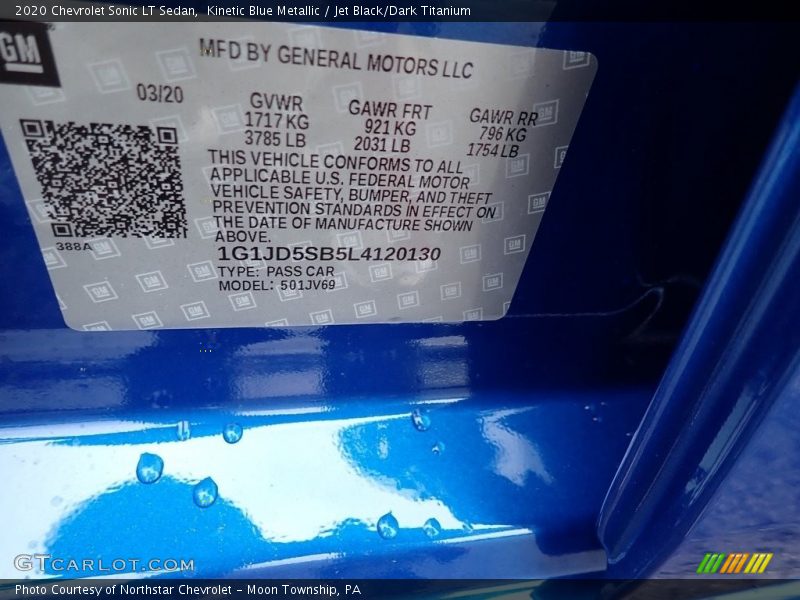 2020 Chevrolet Sonic LT Sedan,  Kinetic Blue Metallic / Jet Black/Dark Titanium
GM
MFD BY GENERAL MOTORS LLC
03/20
GVWR
1717 KG
3785 LB
GAWR FRT
921 KG
2031 LB
GAWR RR
796 KG
1754 LB
THIS VEHICLE CONFORMS TO ALL
APPLICABLE U.S. FEDERAL MOTOR
VEHICLE SAFETY, BUMPER, AND THEFT
PREVENTION STANDARDS IN EFFECT ON
THE DATE OF MANUFACTURE SHOWN
ABOVE.
388A
1G1JD5SB5L4120130
TYPE: PASS CAR
MODEL: 501JV69
GTCARLOT.COM
Photo Courtesy of Northstar Chevrolet - Moon Township, PA